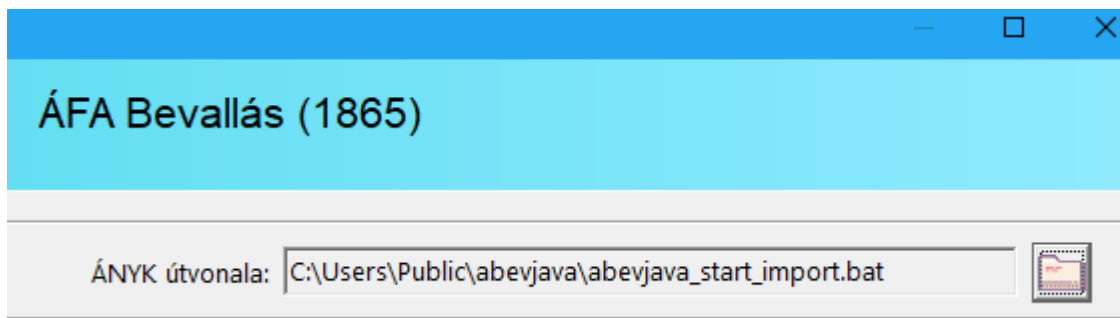 ÁFA Bevallás (1865)
ÁNYK útvonala: C:\Users\Public\abevjava\abevjava_start_import.bat